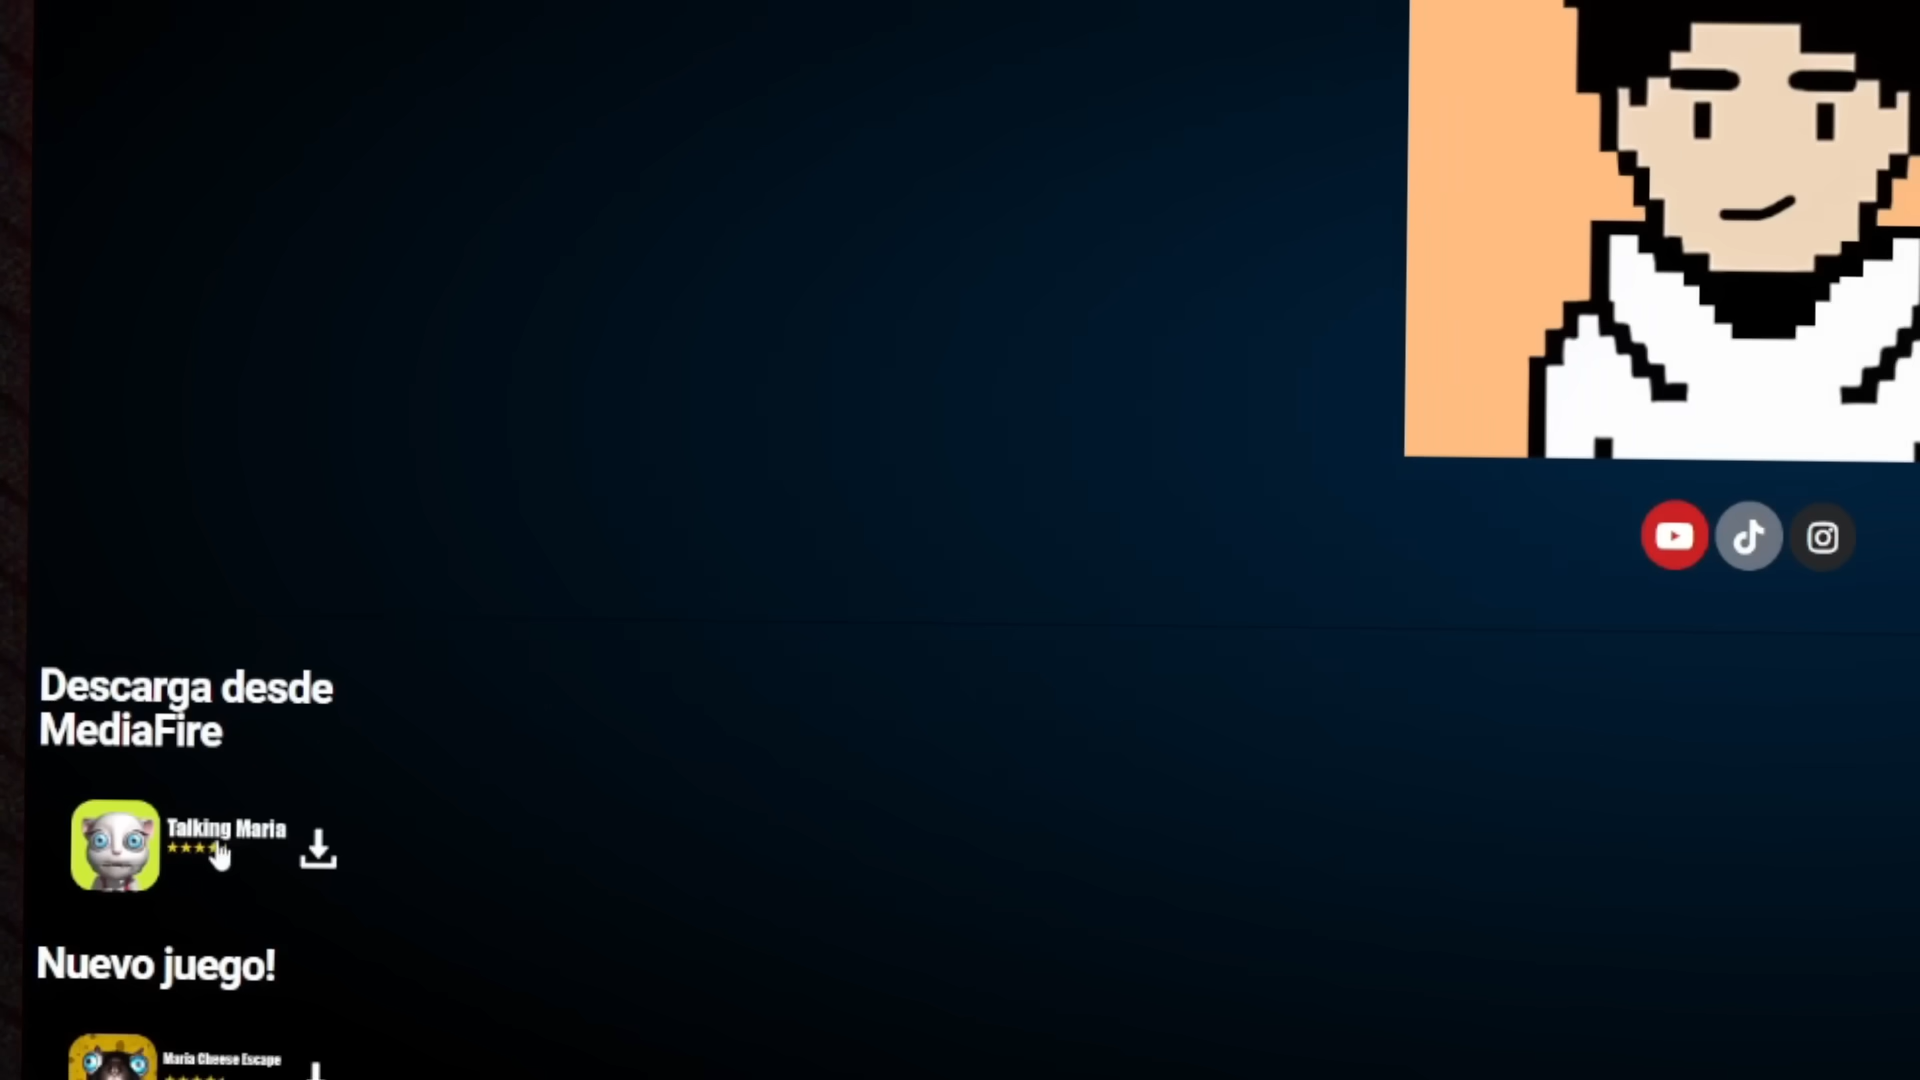 Descarga desde
MediaFire
Talking Maria
Nuevo juego!
Maria Cheese Escape